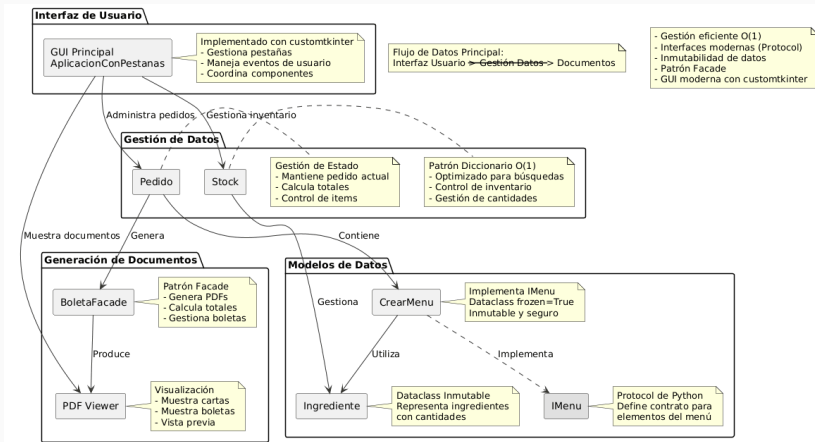 Interfaz de Usuario
GUI Principal
AplicacionConPestanas
Implementado con customtkinter
- Gestiona pestañas
- Maneja eventos de usuario
- Coordina componentes
Flujo de Datos Principal:
Interfaz Usuario > Gestión Datos > Documentos
- Gestión eficiente O(1)
- Interfaces modernas (Protocol)
- Inmutabilidad de datos
- Patrón Facade
- GUI moderna con customtkinter
Administra pedidos
Gestiona inventario
Gestión de Datos
Pedido
Stock
Gestión de Estado
- Mantiene pedido actual
- Calcula totales
- Control de items
Patrón Diccionario O(1)
- Optimizado para búsquedas
- Control de inventario
- Gestión de cantidades
Muestra documentos
Genera
Contiene
Generación de Documentos
BoletaFacade
Patrón Facade
- Genera PDFs
- Calcula totales
- Gestiona boletas
Produce
PDF Viewer
Visualización
- Muestra cartas
- Muestra boletas
- Vista previa
Modelos de Datos
Gestiona
CrearMenu
Implementa IMenu
Dataclass frozen=True
Inmutable y seguro
Utiliza
Implementa
Ingrediente
Dataclass Inmutable
Representa ingredientes
con cantidades
IMenu
Protocol de Python
Define contrato para
elementos del menú